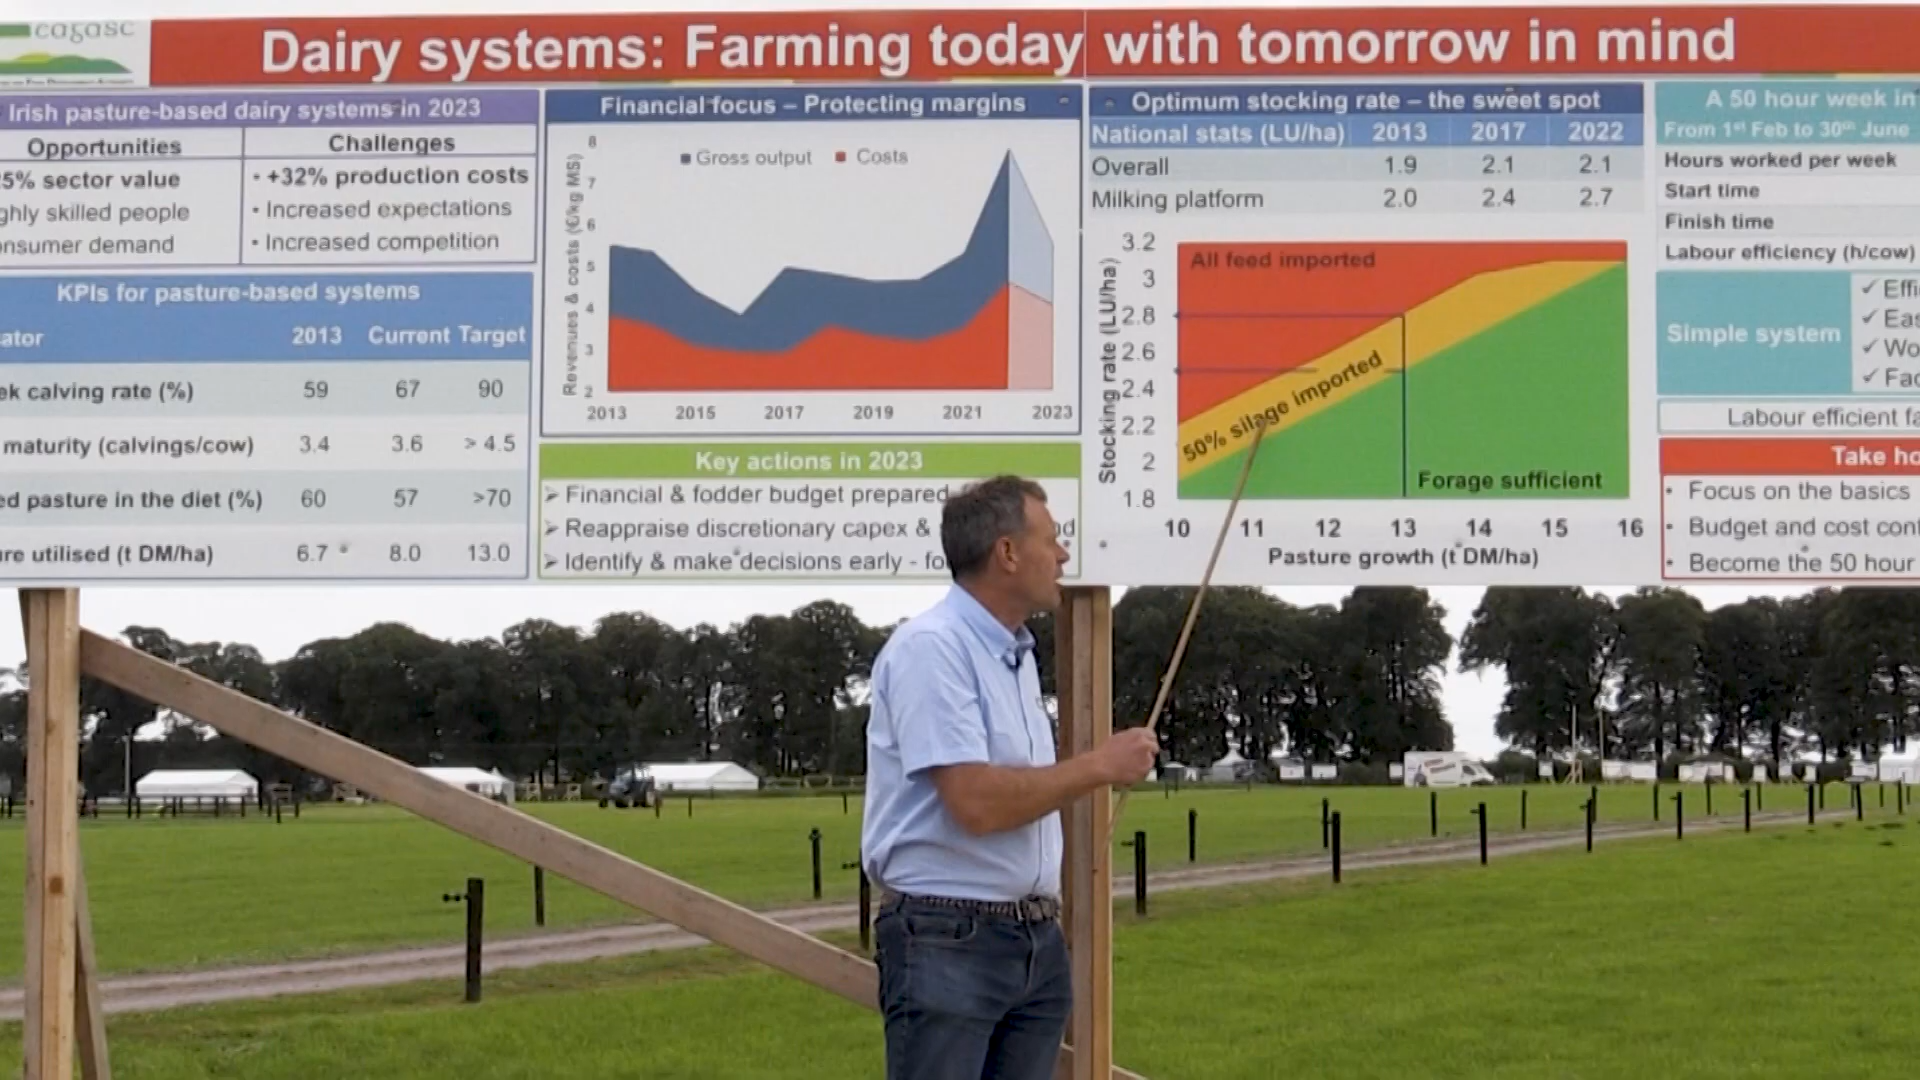 cagasc
Dairy systems: Farming today with tomorrow in mind
Irish pasture-based dairy systems in 2023
Opportunities
Challenges
5% sector value
ghly skilled people
onsumer demand
• +32% production costs
• Increased expectations
• Increased competition
KPIs for pasture-based systems
ator 2013 Current Target
ek calving rate (%) 59 67 90
maturity (calvings/cow) 3.4 3.6 > 4.5
ed pasture in the diet (%) 60 57 >70
re utilised (t DM/ha) 6.7 8.0 13.0
Financial focus – Protecting margins
Gross output Costs
Revenues & costs (€/kg MS)
8
7
6
5
4
3
2
2013 2015 2017 2019 2021 2023
Key actions in 2023
➢ Financial & fodder budget prepared
➢ Reappraise discretionary capex & od
➢ Identify & make decisions early - fo
Optimum stocking rate – the sweet spot
National stats (LU/ha) 2013 2017 2022
Overall 1.9 2.1 2.1
Milking platform 2.0 2.4 2.7
Stocking rate (LU/ha)
3.2
3
2.8
2.6
2.4
2.2
2
1.8
All feed imported
50% silage imported
Forage sufficient
10 11 12 13 14 15 16
Pasture growth (t DM/ha)
A 50 hour week in
From 1st Feb to 30th June
Hours worked per week
Start time
Finish time
Labour efficiency (h/cow)
Simple system
✓ Effi
✓ Eas
✓ Wo
✓ Fac
Labour efficient fa
Take ho
• Focus on the basics
• Budget and cost cont
• Become the 50 hour